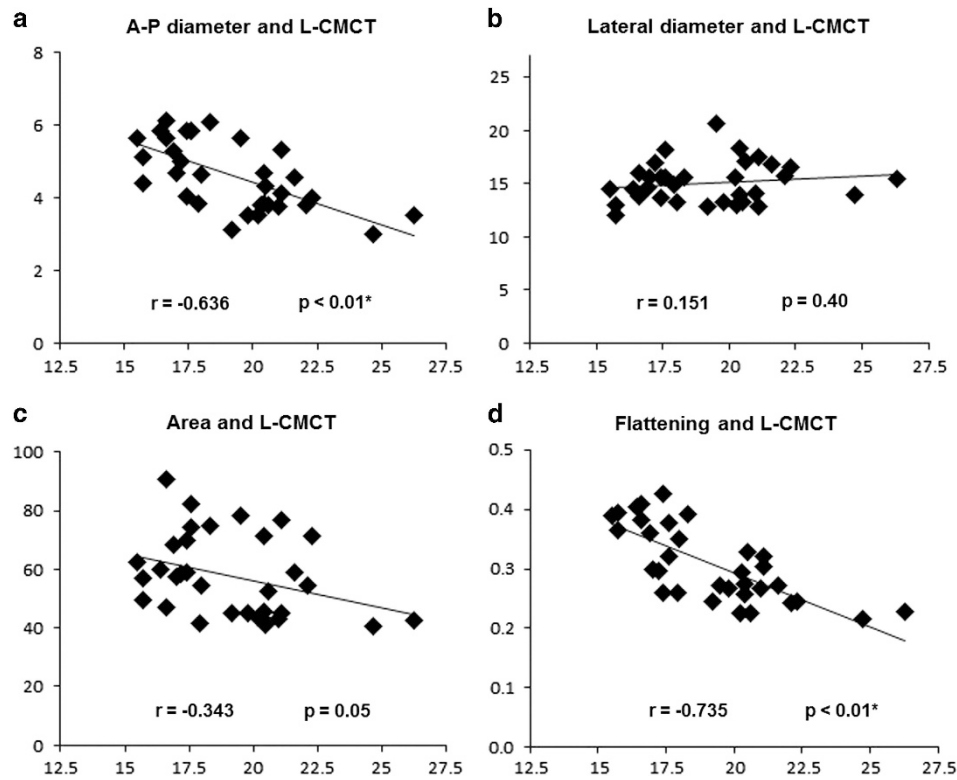 a
A-P diameter and L-CMCT
8
6
4
2
0
12.5 15 17.5 20 22.5 25 27.5
r = -0.636 p < 0.01*
b
Lateral diameter and L-CMCT
25
20
15
10
5
0
12.5 15 17.5 20 22.5 25 27.5
r = 0.151 p = 0.40
c
Area and L-CMCT
100
80
60
40
20
0
12.5 15 17.5 20 22.5 25 27.5
r = -0.343 p = 0.05
d
Flattening and L-CMCT
0.5
0.4
0.3
0.2
0.1
0.0
12.5 15 17.5 20 22.5 25 27.5
r = -0.735 p < 0.01*